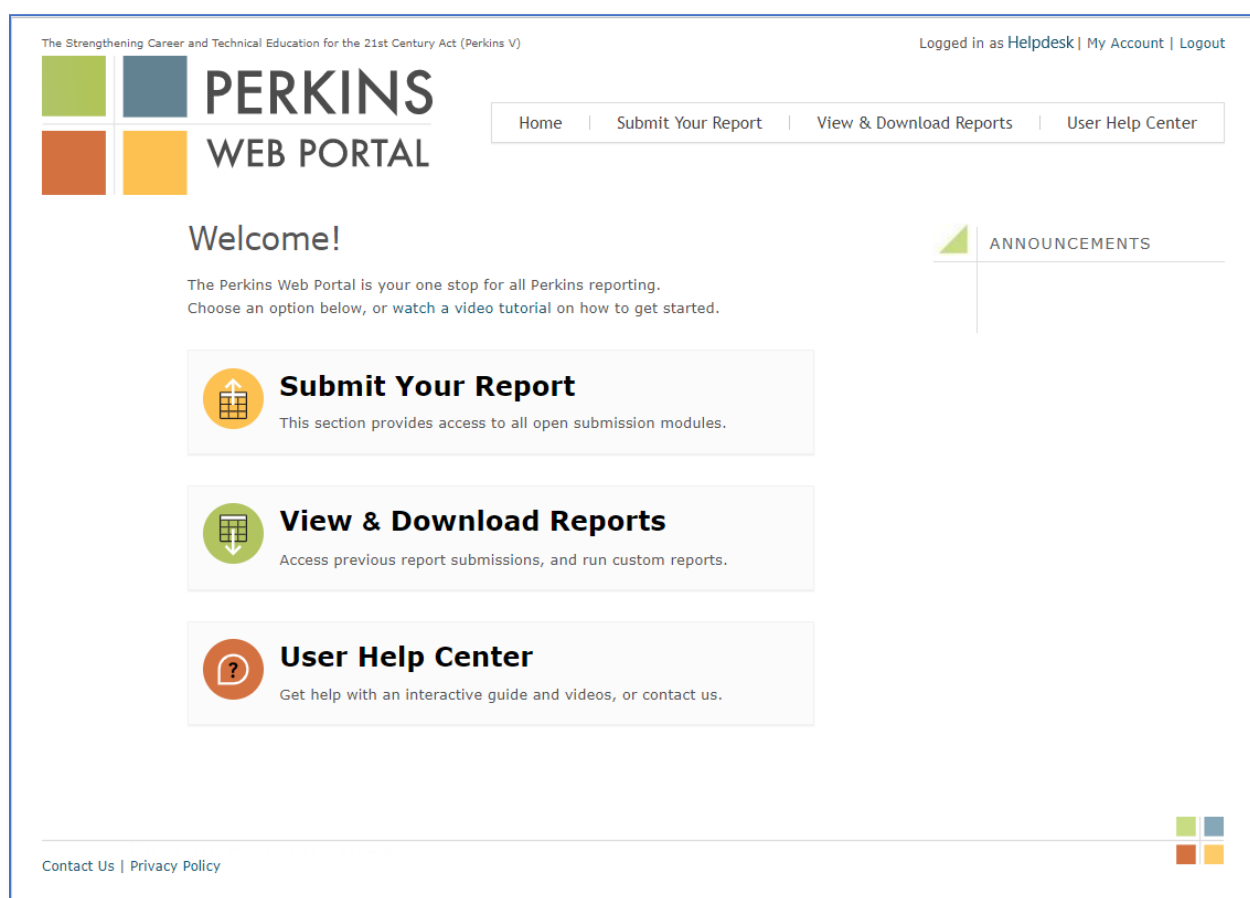 The Strengthening Career and Technical Education for the 21st Century Act (Perkins V)
Logged in as Helpdesk | My Account | Logout
PERKINS
WEB PORTAL
Home | Submit Your Report | View & Download Reports | User Help Center
Welcome!
The Perkins Web Portal is your one stop for all Perkins reporting.
Choose an option below, or watch a video tutorial on how to get started.
ANNOUNCEMENTS
Submit Your Report
This section provides access to all open submission modules.
View & Download Reports
Access previous report submissions, and run custom reports.
?
User Help Center
Get help with an interactive guide and videos, or contact us.
Contact Us | Privacy Policy